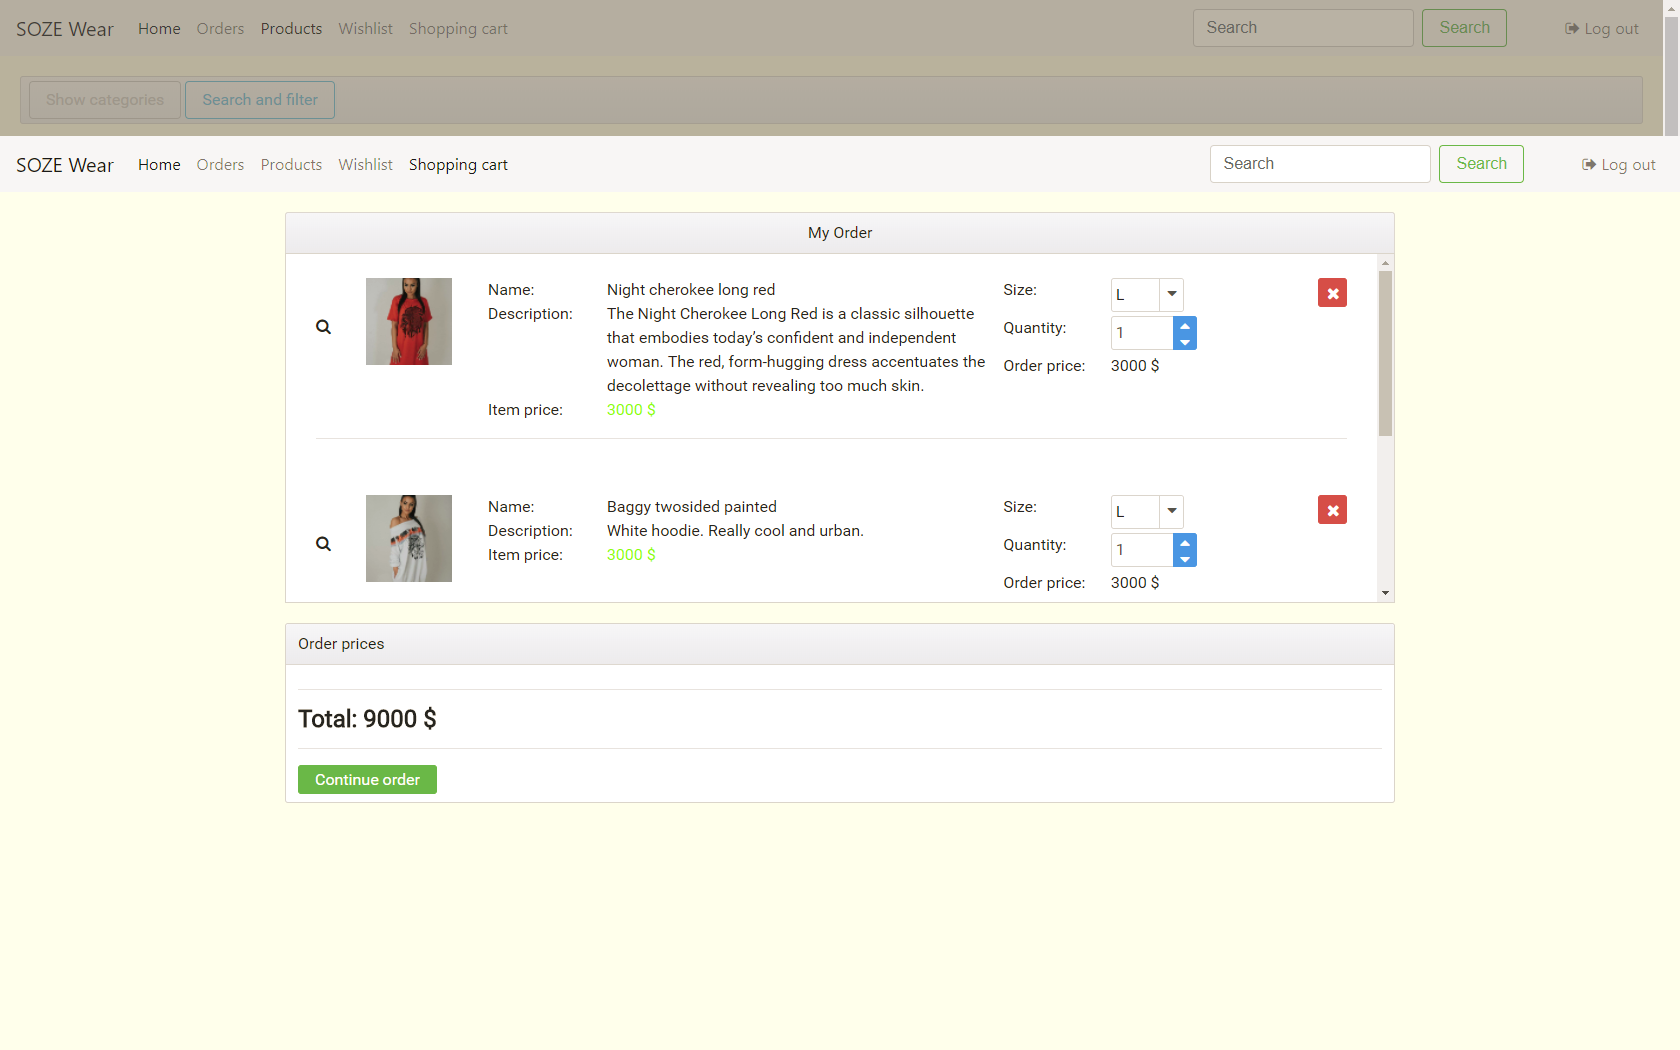 SOZE Wear Home Orders Products Wishlist Shopping cart Search Search Log out
Show categories Search and filter
SOZE Wear Home Orders Products Wishlist Shopping cart Search Search Log out
My Order
Name: Night cherokee long red Size: L
Description: The Night Cherokee Long Red is a classic silhouette
that embodies today’s confident and independent Quantity: 1
woman. The red, form-hugging dress accentuates the Order price: 3000 $
decolettage without revealing too much skin.
Item price: 3000 $
Name: Baggy twosided painted Size: L
Description: White hoodie. Really cool and urban.
Item price: 3000 $ Quantity: 1
Order price: 3000 $
Order prices
Total: 9000 $
Continue order